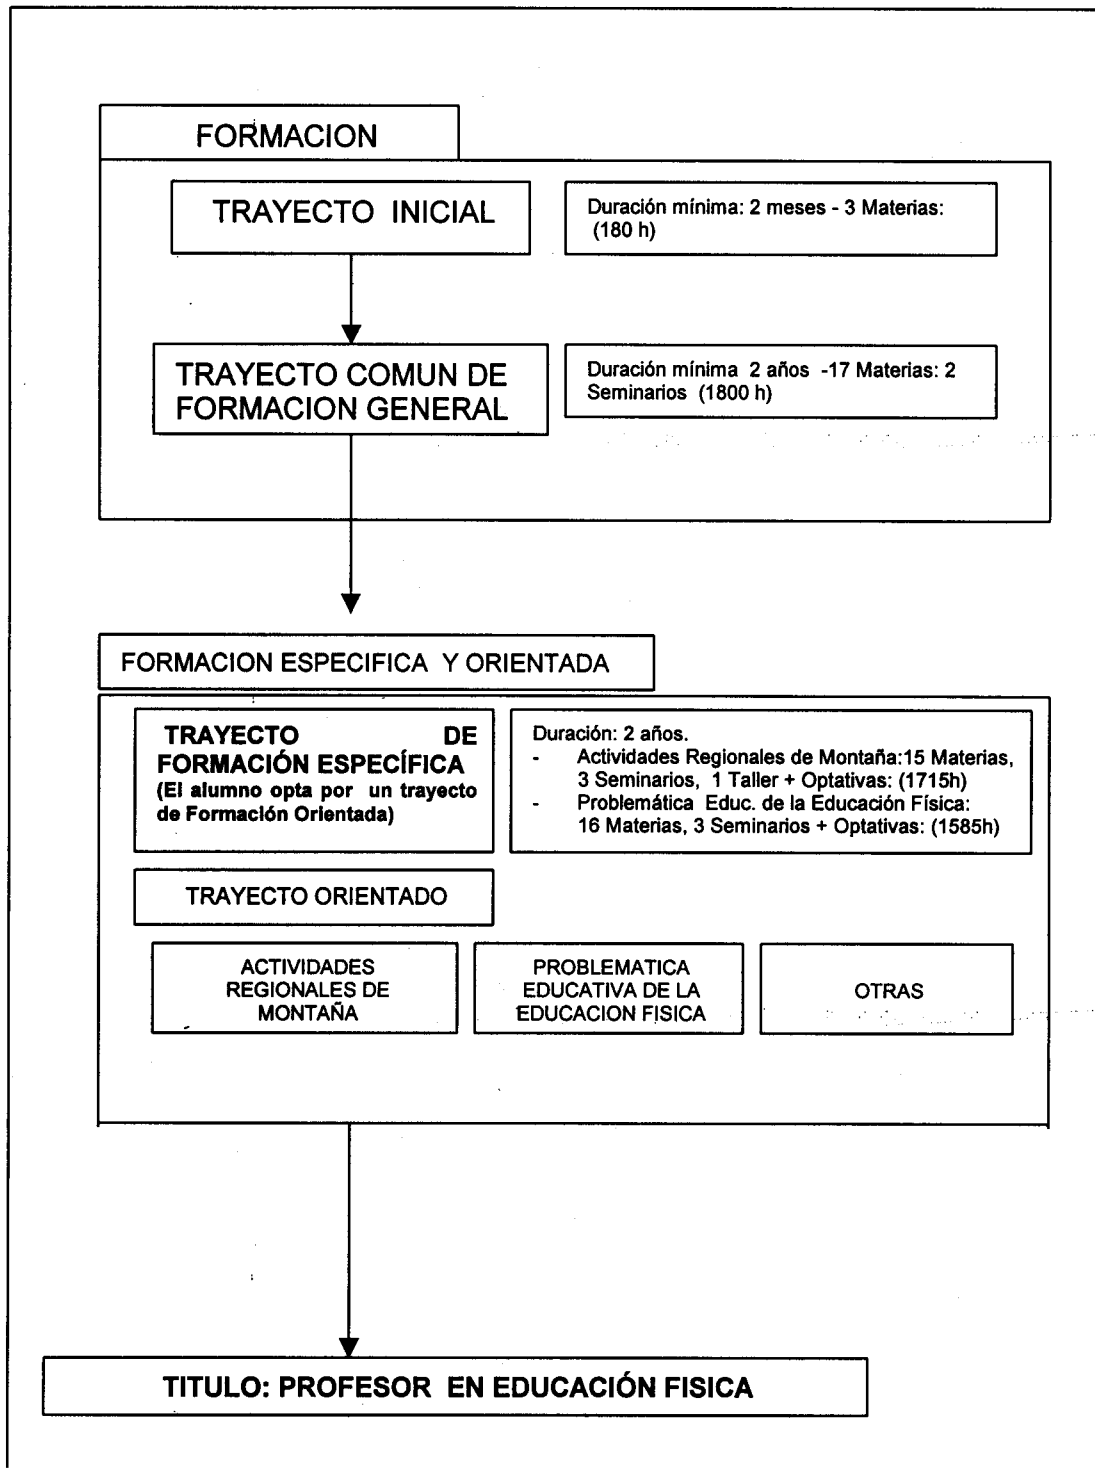 FORMACION
TRAYECTO INICIAL
Duración mínima: 2 meses - 3 Materias:
(180 h)
TRAYECTO COMUN DE
FORMACION GENERAL
Duración mínima 2 años -17 Materias: 2
Seminarios (1800 h)
FORMACION ESPECIFICA Y ORIENTADA
TRAYECTO DE
FORMACIÓN ESPECÍFICA
(El alumno opta por un trayecto
de Formación Orientada)
Duración: 2 años.
- Actividades Regionales de Montaña:15 Materias,
3 Seminarios, 1 Taller + Optativas: (1715h)
- Problemática Educ. de la Educación Física:
16 Materias, 3 Seminarios + Optativas: (1585h)
TRAYECTO ORIENTADO
ACTIVIDADES
REGIONALES DE
MONTAÑA
PROBLEMATICA
EDUCATIVA DE LA
EDUCACION FISICA
OTRAS
TITULO: PROFESOR EN EDUCACIÓN FISICA